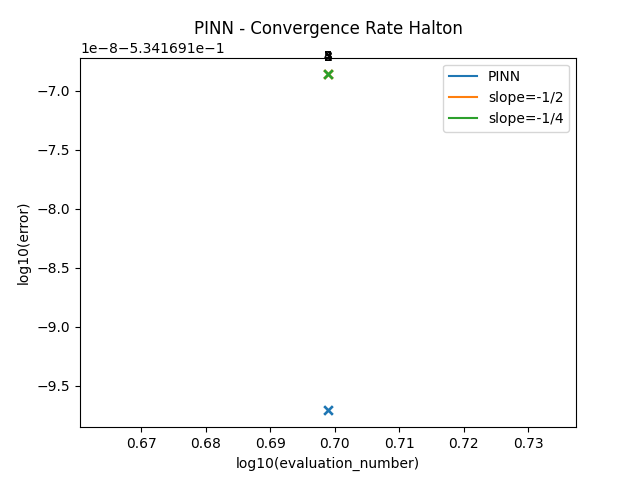 PINN - Convergence Rate Halton
1e−8−5.341691e−1
PINN
slope=-1/2
slope=-1/4
−7.0
−7.5
−8.0
−8.5
−9.0
−9.5
log10(error)
0.67
0.68
0.69
0.70
0.71
0.72
0.73
log10(evaluation_number)